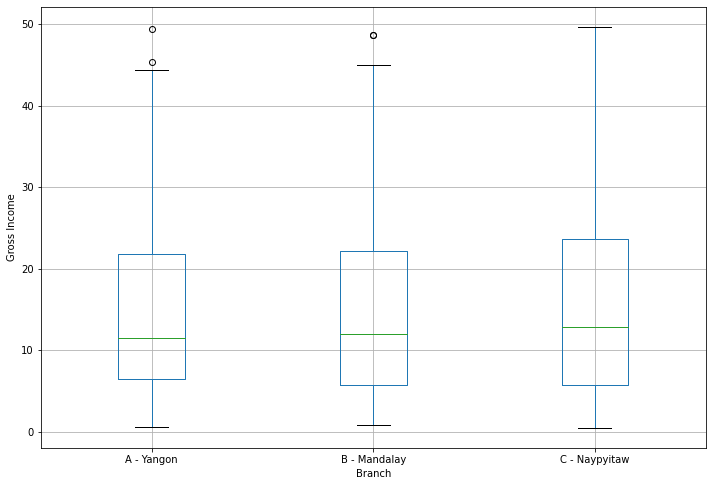 50
40
30
20
10
0
Gross Income
A - Yangon
B - Mandalay
C - Naypyitaw
Branch